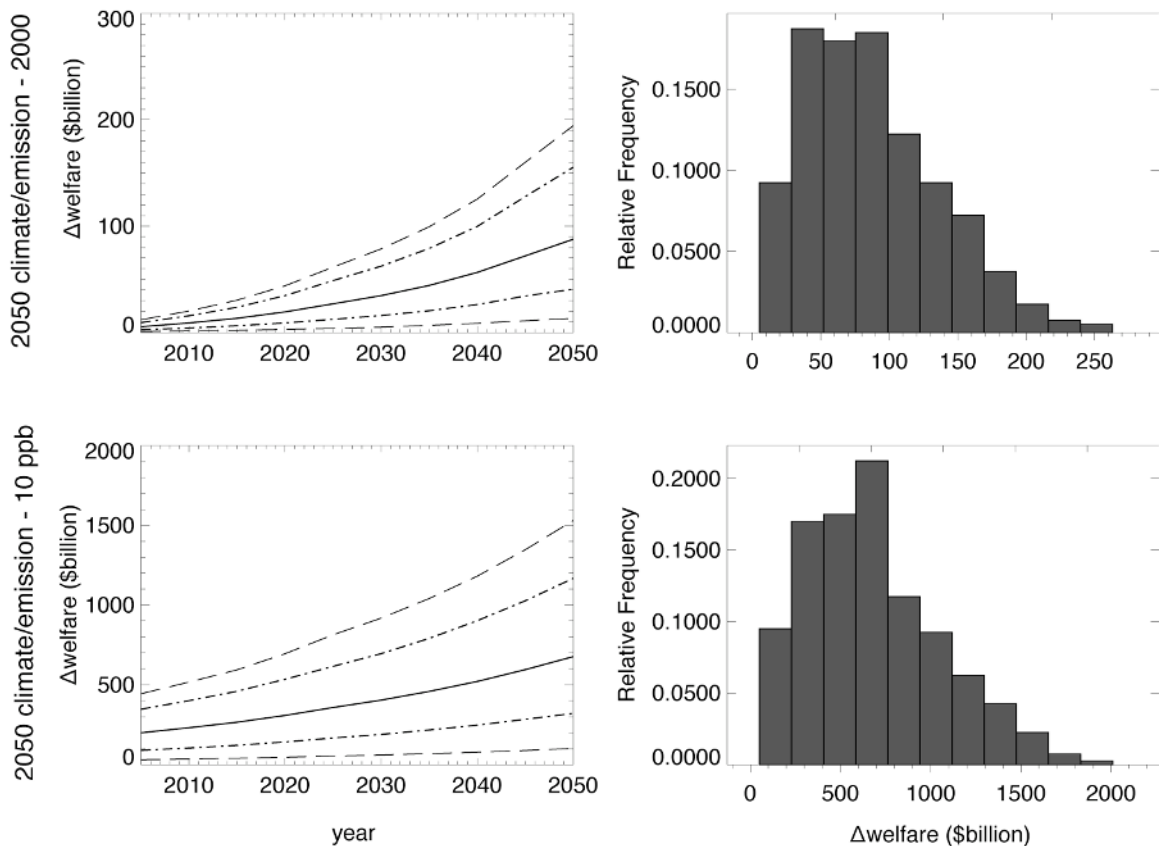 2050 climate/emission - 2000
Δwelfare ($billion)
300
200
100
0
2010 2020 2030 2040 2050
Relative Frequency
0.1500
0.1000
0.0500
0.0000
0 50 100 150 200 250
2050 climate/emission - 10 ppb
Δwelfare ($billion)
2000
1500
1000
500
0
2010 2020 2030 2040 2050
year
Relative Frequency
0.2000
0.1500
0.1000
0.0500
0.0000
0 500 1000 1500 2000
Δwelfare ($billion)